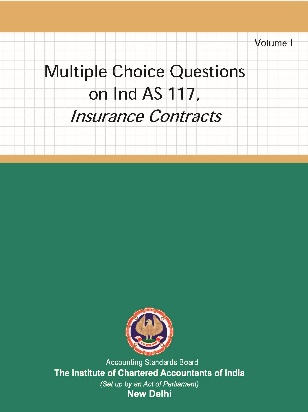 Volume I
Multiple Choice Questions
on Ind AS 117,
Insurance Contracts
Accounting Standards Board
The Institute of Chartered Accountants of India
(Set up by an Act of Parliament)
New Delhi